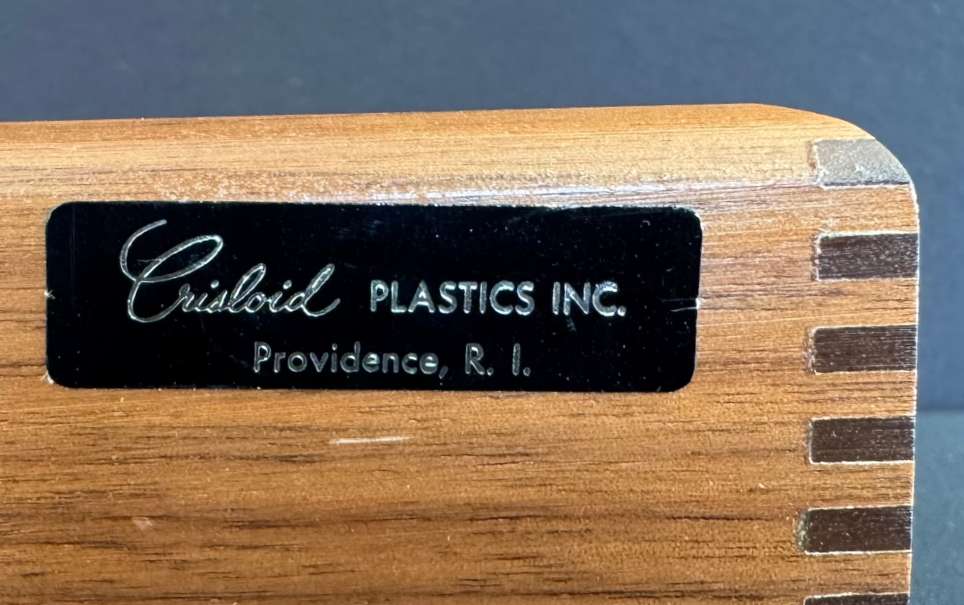 Crisloid PLASTICS INC.
Providence, R. I.